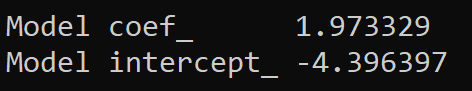 Model coef_      1.973329
Model intercept_ -4.396397